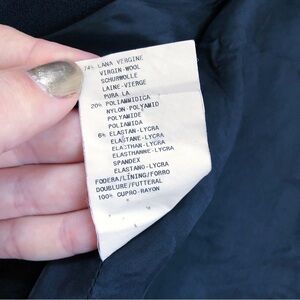 74% LANA VERGINE
VIRGIN-WOOL
SCHURWOLLE
LAINE-VIERGE
PURA LA
20% POLIAMMIDICA
NYLON-POLYAMID
POLYAMIDE
POLIAMIDA
6% ELASTAN-LYCRA
ELASTANE-LYCRA
ELASTHAN-LYCRA
ELASTHANNE-LYCRA
SPANDEX
ELASTANO-LYCRA
FODERA/LINING/FORRO
DOUBLURE/FUTTERAL
100% CUPRO-RAYON